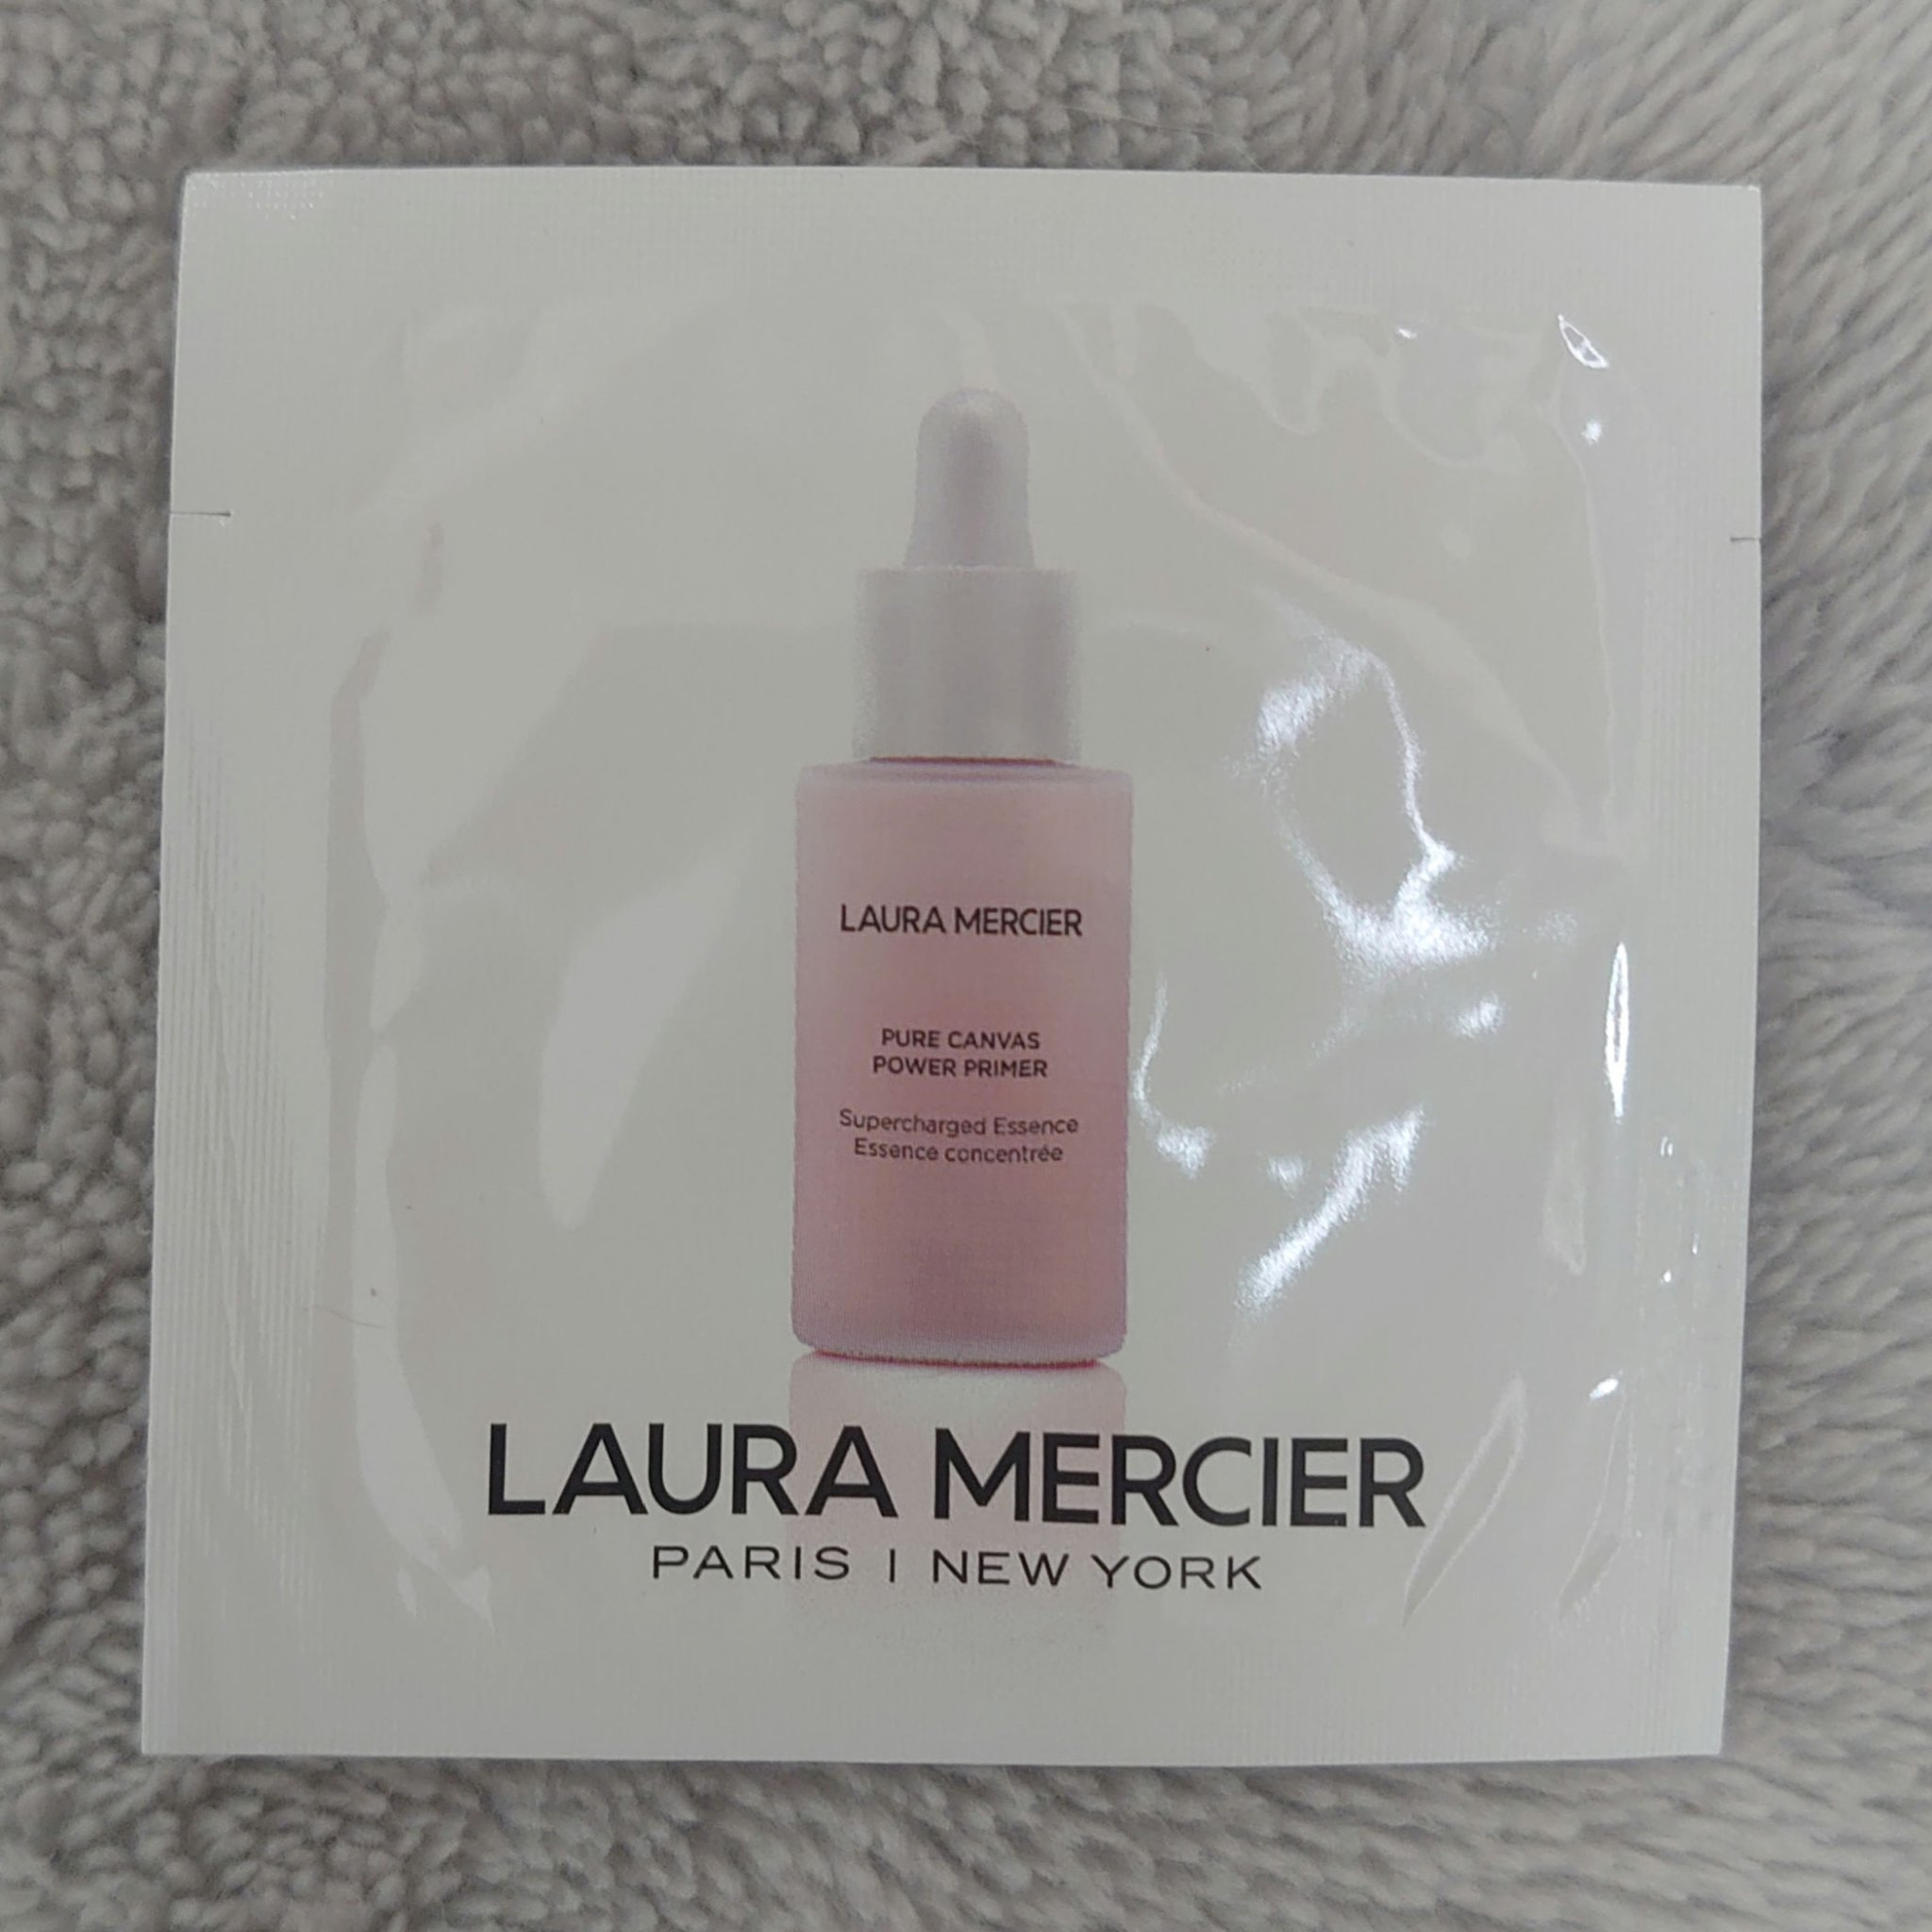 LAURA MERCIER
PURE CANVAS
POWER PRIMER
Supercharged Essence
Essence concentrée
LAURA MERCIER
PARIS | NEW YORK